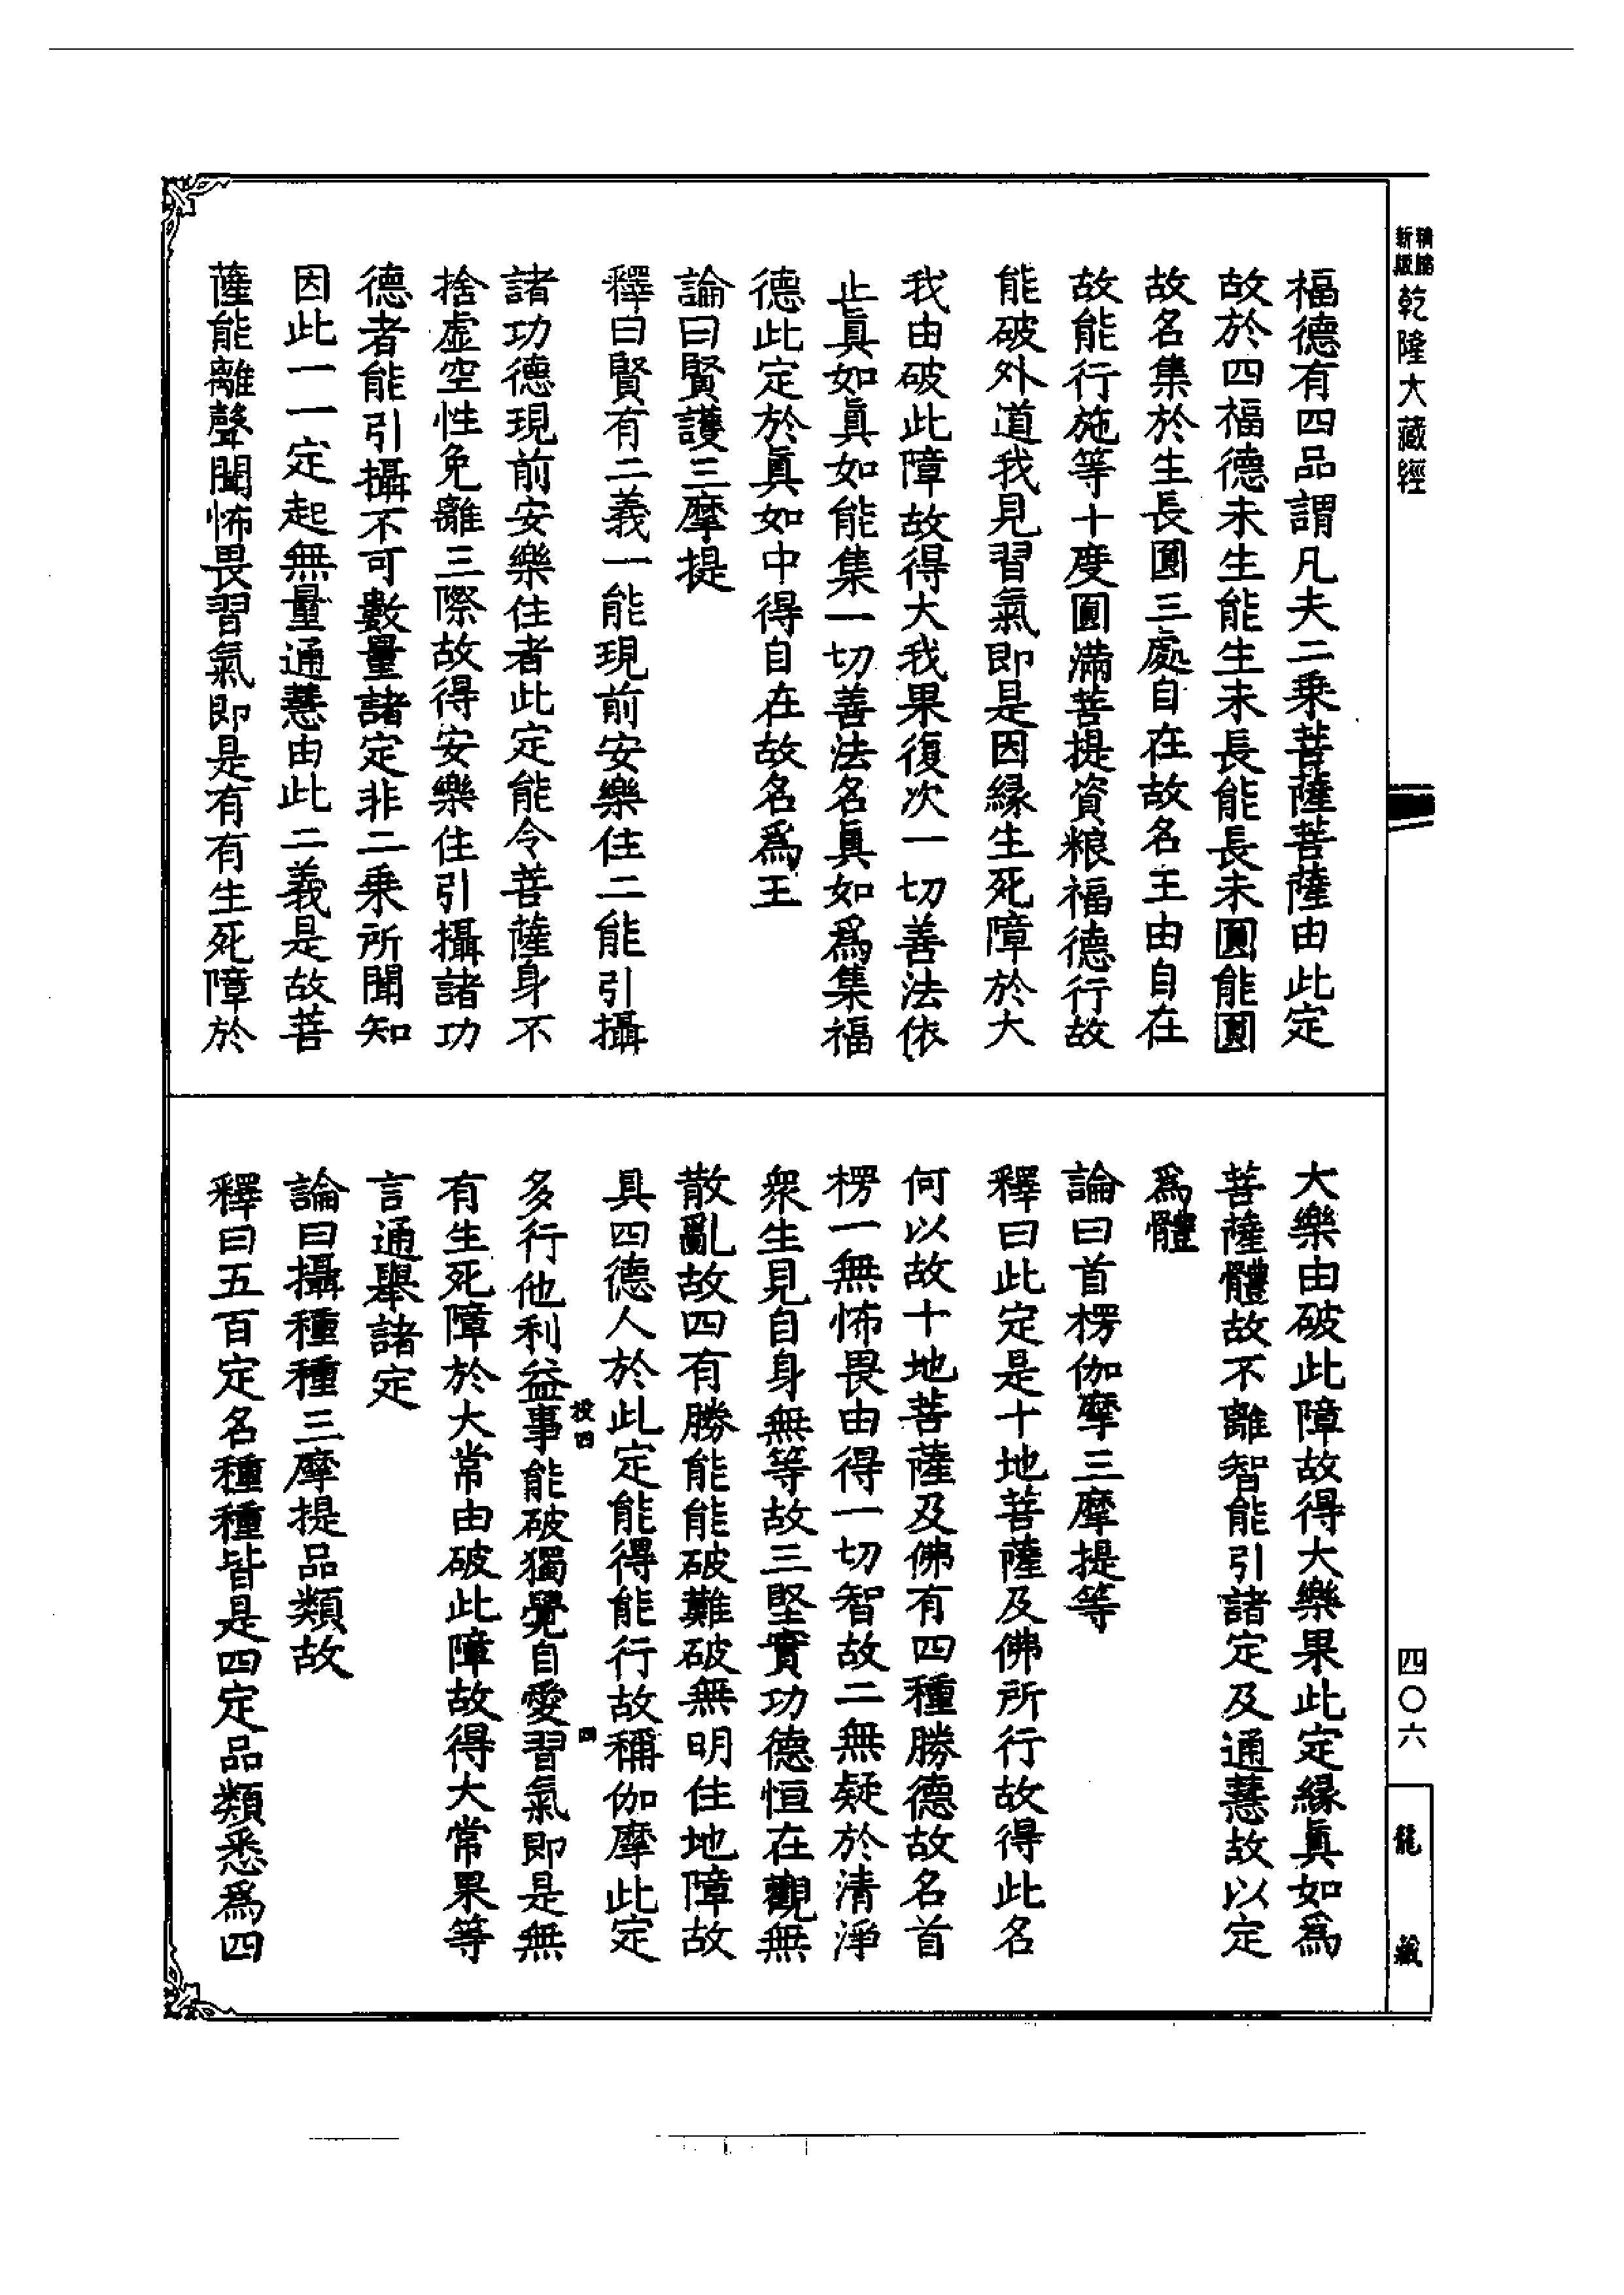 新版 精縮 乾隆大藏經
福德有四品謂凡夫二乘菩薩菩薩由此定
故於四福德未生能生未長能長未圓能圓
故名集於生長圓三處自在故名王由自在
故能行施等十度圓滿菩提資粮福德行故
能破外道我見習氣即是因緣生死障於大
我由破此障故得大我果復次一切善法依
止真如真如能集一切善法名真如為集福
德此定於真如中得自在故名為王
論曰賢護三摩提
釋曰賢有二義一能現前安樂住二能引攝
諸功德現前安樂住者此定能令菩薩身不
捨虛空性免離三際故得安樂住引攝諸功
德者能引攝不可數量諸定非二乘所聞知
因此一一定起無量通慧由此二義是故菩
薩能離聲聞怖畏習氣即是有有生死障於
大樂由破此障故得大樂果此定緣真如為
菩薩體故不離智能引諸定及通慧故以定
為體
論曰首楞伽摩三摩提等
釋曰此定是十地菩薩及佛所行故得此名
何以故十地菩薩及佛有四種勝德故名首
楞一無怖畏由得一切智故二無疑於清淨
眾生見自身無等故三堅實功德恒在觀無
散亂故四有勝能能破難破無明住地障故
具四德人於此定能得能行故稱伽摩此定
多行他利益事能破獨覺自愛習氣即是無
有生死障於大常由破此障故得大常果等
言通舉諸定
論曰攝種種三摩提品類故
釋曰五百定名種種皆是四定品類悉為四
四〇六
龍藏